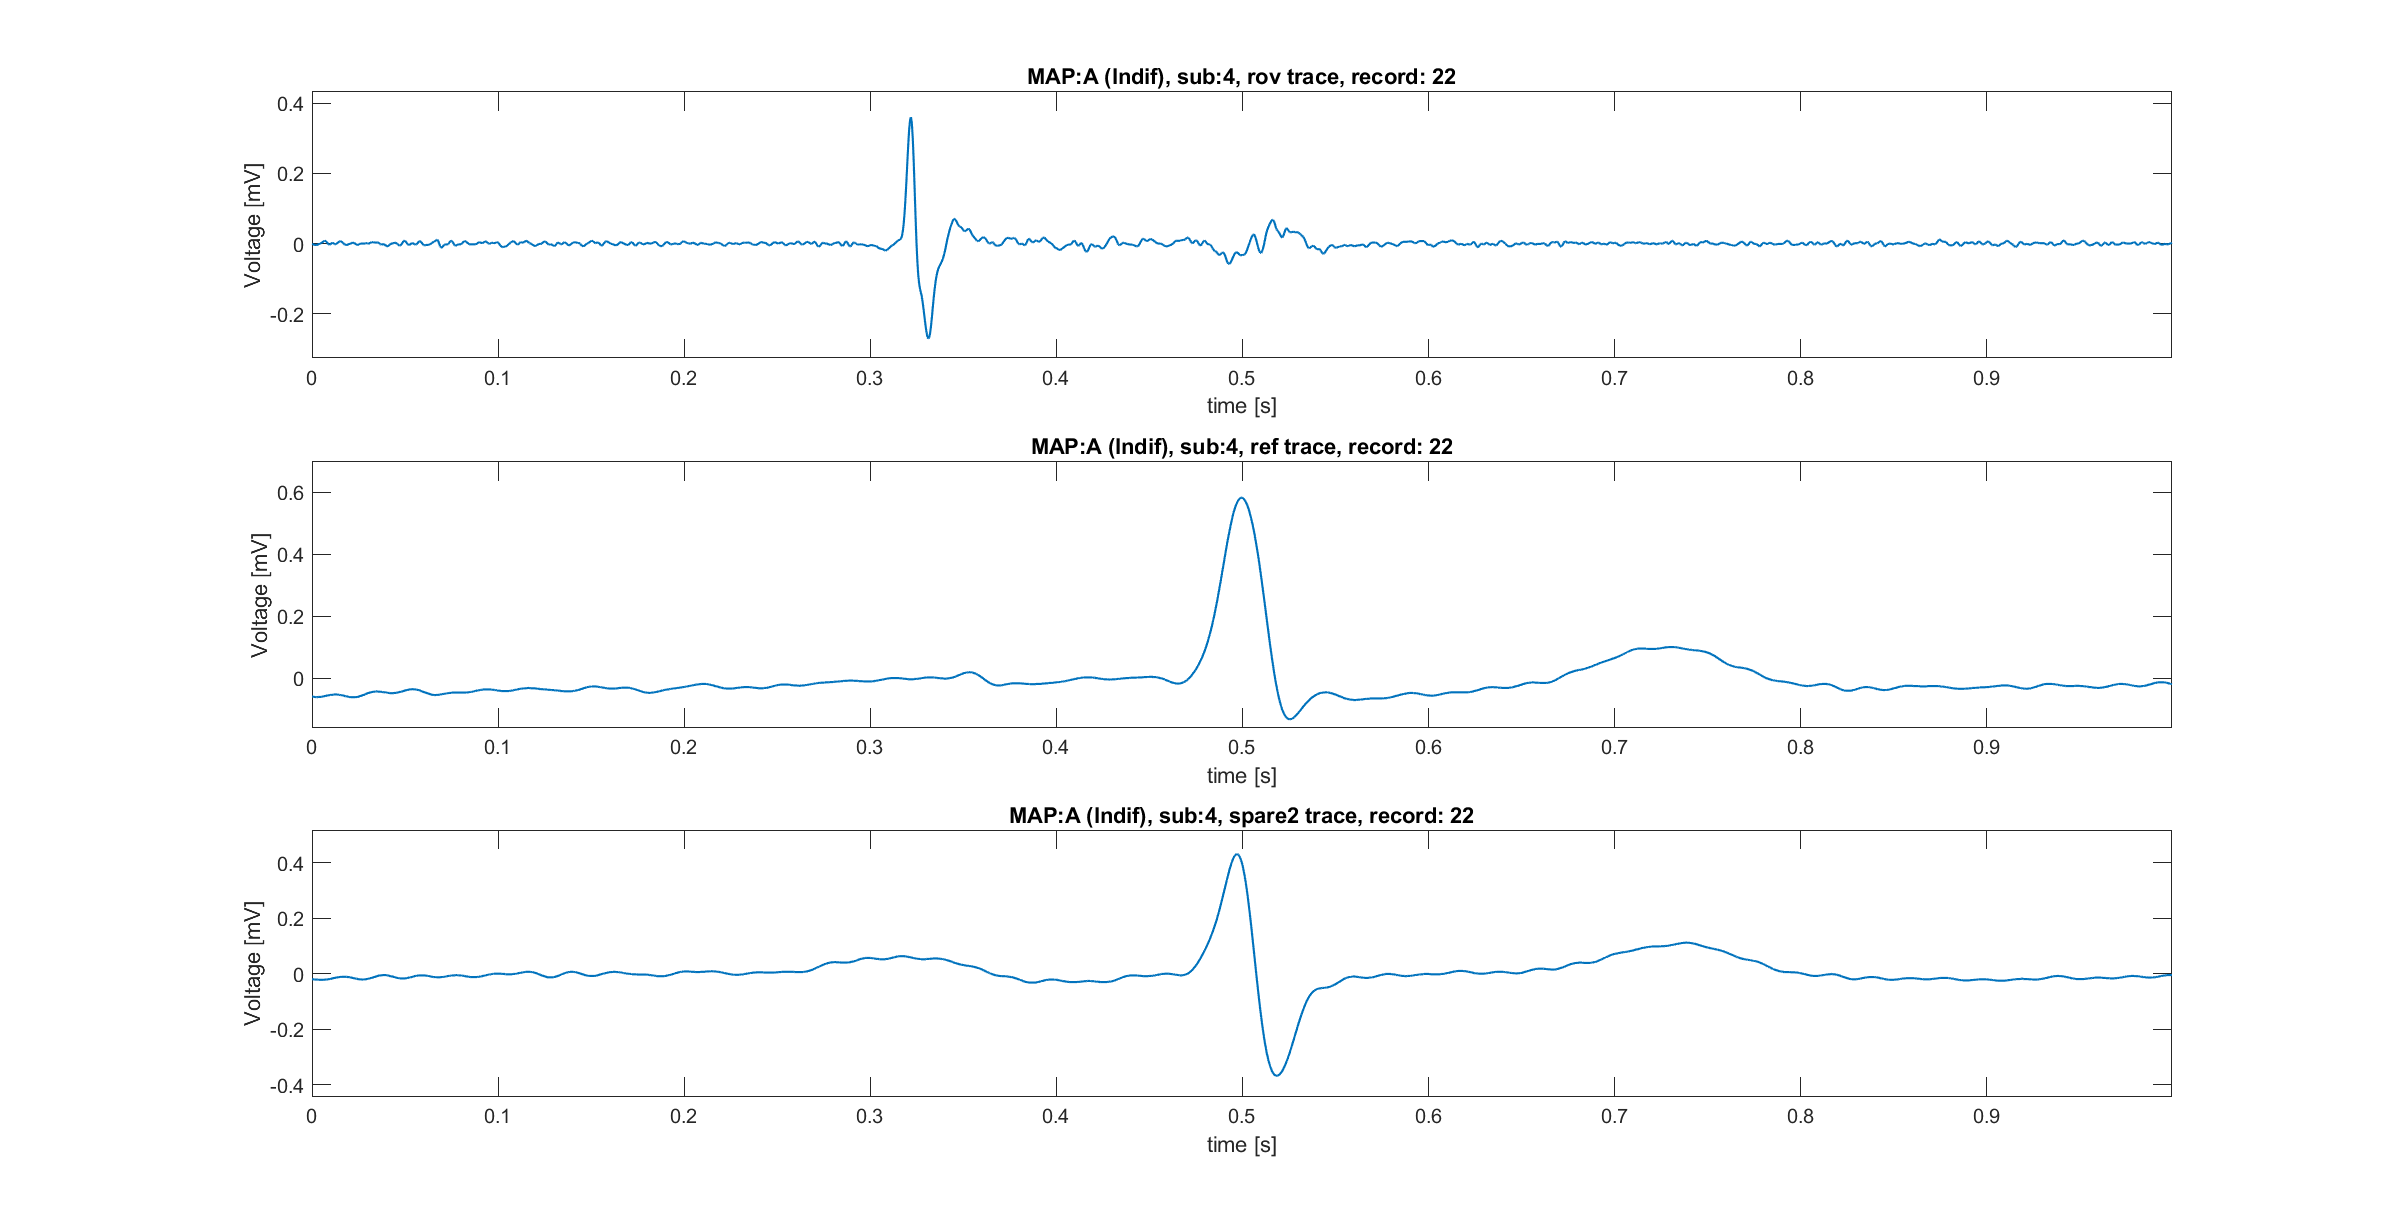 MAP:A (Indif), sub:4, rov trace, record: 22
Voltage [mV]
0.4
0.2
0
-0.2
0 0.1 0.2 0.3 0.4 0.5 0.6 0.7 0.8 0.9
time [s]
MAP:A (Indif), sub:4, ref trace, record: 22
Voltage [mV]
0.6
0.4
0.2
0
0 0.1 0.2 0.3 0.4 0.5 0.6 0.7 0.8 0.9
time [s]
MAP:A (Indif), sub:4, spare2 trace, record: 22
Voltage [mV]
0.4
0.2
0
-0.2
-0.4
0 0.1 0.2 0.3 0.4 0.5 0.6 0.7 0.8 0.9
time [s]